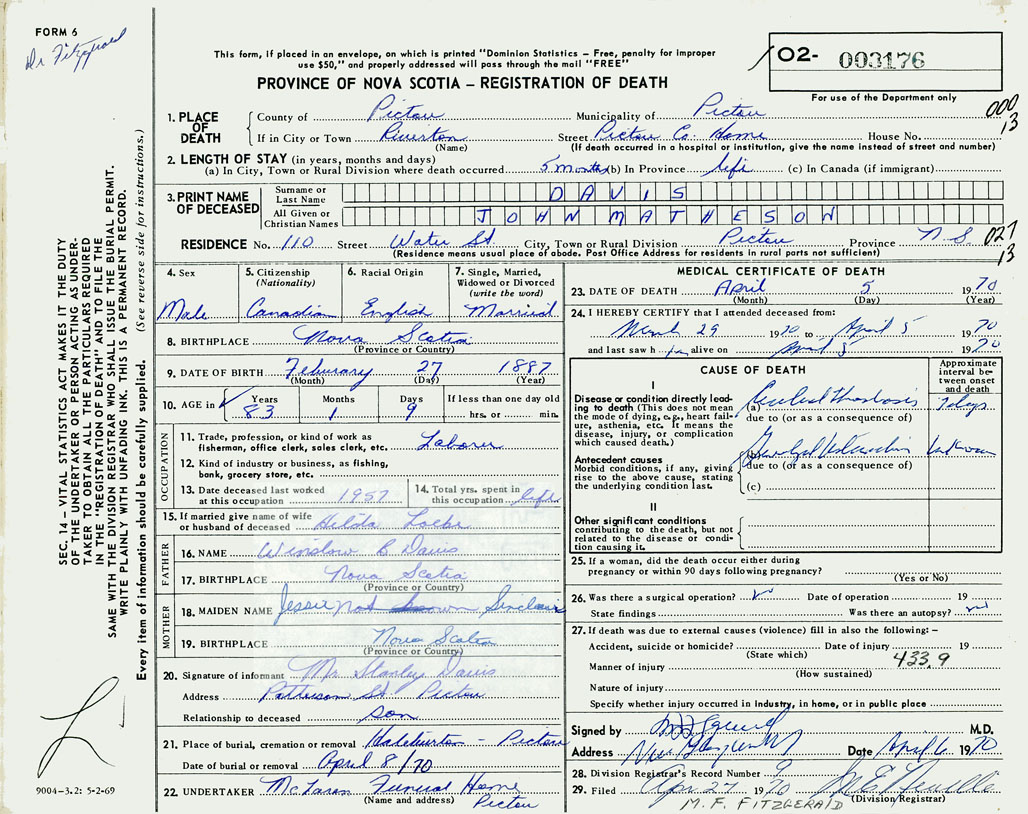 FORM 6
Dr Fitzgerald
This form, if placed in an envelope, on which is printed "Dominion Statistics – Free, penalty for improper
use $50," and properly addressed will pass through the mail "FREE"
PROVINCE OF NOVA SCOTIA – REGISTRATION OF DEATH
O2- 003176
For use of the Department only
000
13
1. PLACE OF DEATH
County of Pictou Municipality of Pictou
If in City or Town Riverton Street Pictou Co. Home House No.
(Name) (If death occurred in a hospital or institution, give the name instead of street and number)
2. LENGTH OF STAY (in years, months and days)
(a) In City, Town or Rural Division where death occurred 5 months (b) In Province life (c) In Canada (if immigrant)
3. PRINT NAME OF DECEASED
Surname or Last Name DAVIS
All Given or Christian Names JOHN MATHESON
RESIDENCE No. 110 Street Water St City, Town or Rural Division Pictou Province N.S. 027
13
(Residence means usual place of abode. Post Office Address for residents in rural parts not sufficient)
4. Sex
Male
5. Citizenship (Nationality)
Canadian
6. Racial Origin
English
7. Single, Married, Widowed or Divorced (write the word)
Married
8. BIRTHPLACE Nova Scotia
(Province or Country)
9. DATE OF BIRTH Feburary 27 1887
(Month) (Day) (Year)
10. AGE in Years 83 Months 1 Days 9 If less than one day old
hrs. or min.
OCCUPATION
11. Trade, profession, or kind of work as
fisherman, office clerk, sales clerk, etc. Laborer
12. Kind of industry or business, as fishing,
bank, grocery store, etc.
13. Date deceased last worked
at this occupation 1957
14. Total yrs. spent in
this occupation life
15. If married give name of wife
or husband of deceased Hilda
FATHER
16. NAME Winslow B Davis
17. BIRTHPLACE Nova Scotia
(Province or Country)
MOTHER
18. MAIDEN NAME Jessie Not known Sinclair
19. BIRTHPLACE Nova Scotia
(Province or Country)
20. Signature of informant Mr Stanley Davis
Address Patterson St Pictou
Relationship to deceased son
21. Place of burial, cremation or removal Haliburton – Pictou
Date of burial or removal April 8/70
22. UNDERTAKER McLaren Funeral Home
(Name and address) Pictou
MEDICAL CERTIFICATE OF DEATH
23. DATE OF DEATH April 5 1970
(Month) (Day) (Year)
24. I HEREBY CERTIFY that I attended deceased from:
March 29 1970 to April 5 1970
and last saw him alive on April 5 1970
CAUSE OF DEATH
Approximate interval between onset and death
I
Disease or condition directly leading to death (This does not
the mode of dying, e.g., heart failure, asthenia, etc. It means the
disease, injury, or complication
which caused death.)
(a) Cerebral thrombosis 7 days
due to (or as a consequence of)
Antecedent causes
Morbid conditions, if any, giving
rise to the above cause, stating
the underlying condition last.
(b) unknown
due to (or as a consequence of)
(c)
II
Other significant conditions
contributing to the death, but not
related to the disease or condition causing it.
25. If a woman, did the death occur either during
pregnancy or within 90 days following pregnancy?
(Yes or No)
26. Was there a surgical operation? no Date of operation 19
State findings Was there an autopsy? no
27. If death was due to external causes (violence) fill in also the following: –
Accident, suicide or homicide? Date of injury 19
(State which) 433.9
Manner of injury
(How sustained)
Nature of injury
Specify whether injury occurred in industry, in home, or in public place
Signed by M.D.
Address New Glasgow Date April 6 1970
28. Division Registrar's Record Number 9
29. Filed Apr. 27 1970
(Division Registrar)
M. F. FITZGERALD
SEC. 14 – VITAL STATISTICS ACT MAKES IT THE DUTY
OF THE UNDERTAKER OR PERSON ACTING AS UNDERTAKER TO OBTAIN ALL THE PARTICULARS REQUIRED
IN THE "REGISTRATION OF DEATH" AND TO FILE THE
SAME WITH THE DIVISION REGISTRAR WHO SHALL ISSUE THE BURIAL PERMIT.
WRITE PLAINLY WITH UNFADING INK. THIS IS A PERMANENT RECORD.
Every item of information should be carefully supplied. (See reverse side for instructions.)
9004-3.2: 5-2-69